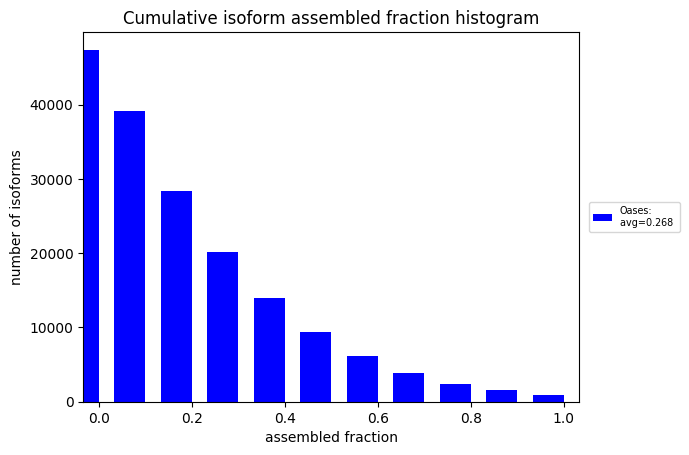 Cumulative isoform assembled fraction histogram
number of isoforms
40000
30000
20000
10000
0
0.0 0.2 0.4 0.6 0.8 1.0
assembled fraction
Oases:
avg=0.268